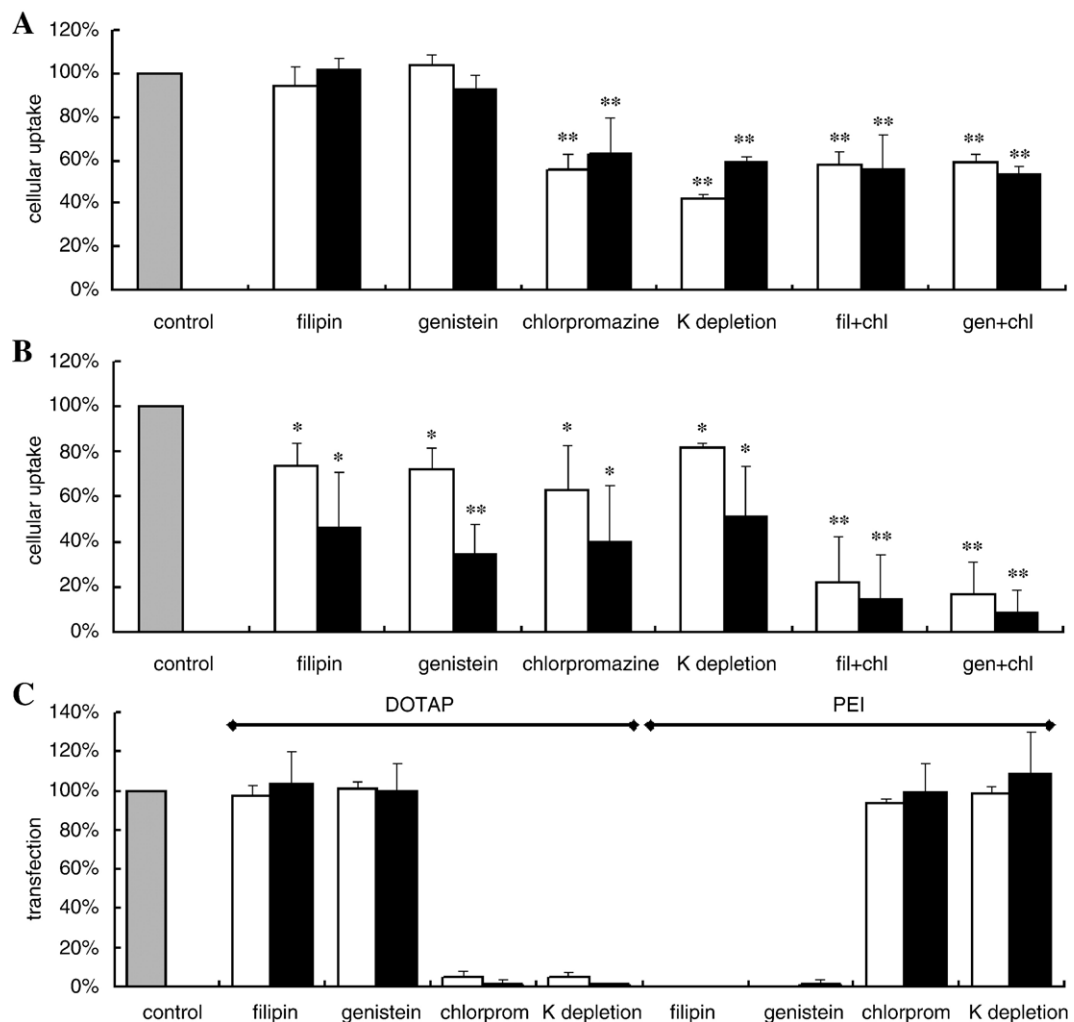 A
120%
100%
80%
60%
40%
20%
0%
cellular uptake
** ** ** ** ** ** ** **
control filipin genistein chlorpromazine K depletion fil+chl gen+chl
B
120%
100%
80%
60%
40%
20%
0%
cellular uptake
* * * ** * * * * ** ** ** **
control filipin genistein chlorpromazine K depletion fil+chl gen+chl
C
DOTAP PEI
140%
120%
100%
80%
60%
40%
20%
0%
transfection
control filipin genistein chlorprom K depletion filipin genistein chlorprom K depletion